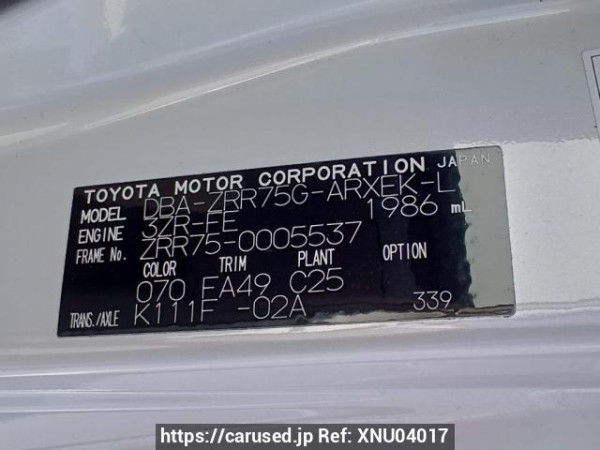 TOYOTA MOTOR CORPORATION JAPAN
MODEL DBA-ZRR75G-ARXEK-L
ENGINE 3ZR-FE 1986 mL
FRAME No. ZRR75-0005537
COLOR TRIM PLANT OPTION
070 FA49 C25
TRANS./AXLE K111F -02A 339
https://carused.jp Ref: XNU04017